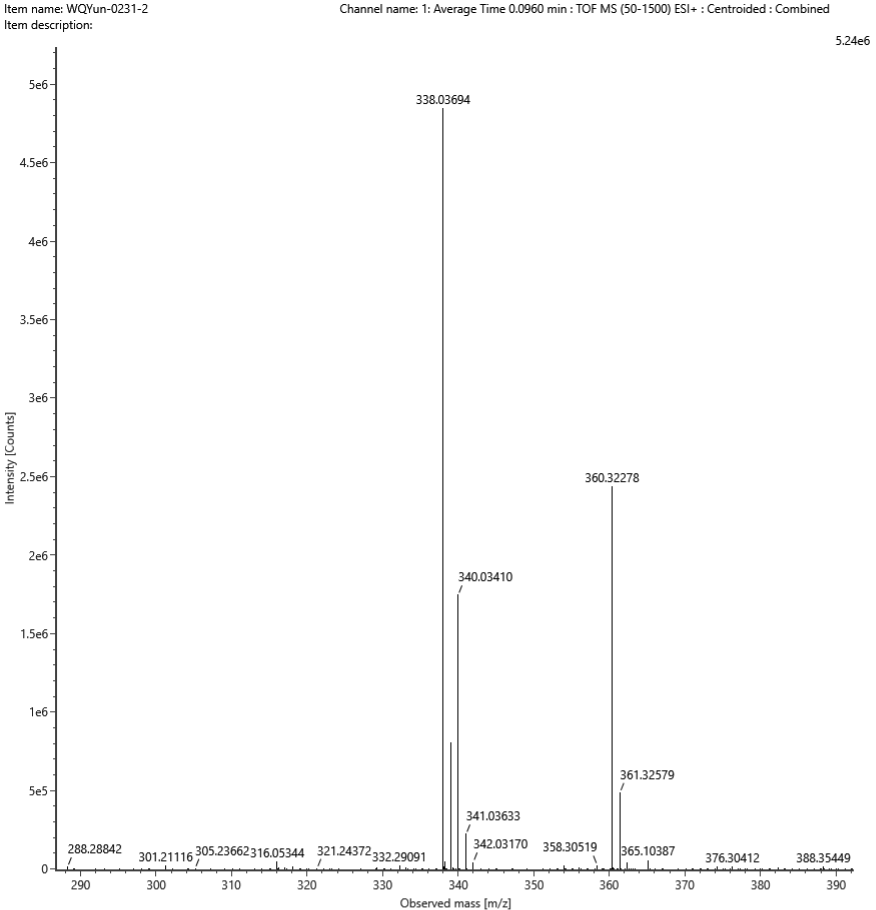 Item name: WQYun-0231-2 Channel name: 1: Average Time 0.0960 min : TOF MS (50-1500) ESI+ : Centroided : Combined
Item description:
5.24e6
5e6
338.03694
4.5e6
4e6
3.5e6
3e6
Intensity [Counts]
2.5e6
360.32278
2e6
340.03410
1.5e6
1e6
361.32579
5e5
341.03633
288.28842 301.21116 305.23662 316.05344 321.24372 332.29091 342.03170 358.30519 365.10387 376.30412 388.35449
0
290 300 310 320 330 340 350 360 370 380 390
Observed mass [m/z]